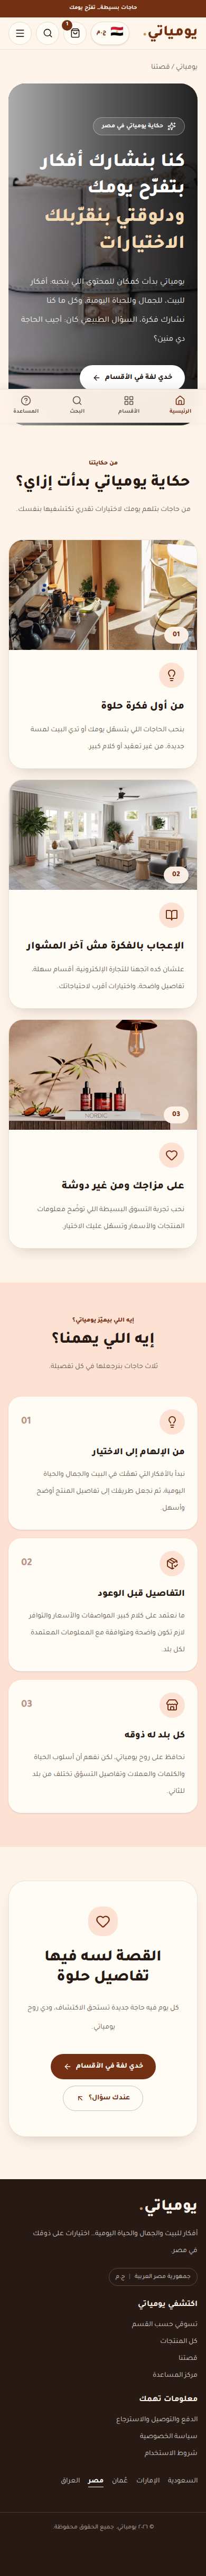 حاجات بسيطة.. تفرّح يومك
يومياتي.
ج.م
1
يومياتي / قصتنا
حكاية يومياتي في مصر
كنا بنشارك أفكار
بتفرّح يومك
ودلوقتي بنقرّبلك
الاختيارات
يومياتي بدأت كمكان للمحتوى اللي بنحبه: أفكار
للبيت، للجمال وللحياة اليومية. وكل ما كنا
نشارك فكرة، السؤال الطبيعي كان: أجيب الحاجة
دي منين؟
خدي لفة في الأقسام
الرئيسية
الأقسام
البحث
المساعدة
من حكايتنا
حكاية يومياتي بدأت إزاي؟
من حاجات بتلهم يومك لاختيارات تقدري تكتشفيها بنفسك.
01
من أول فكرة حلوة
بنحب الحاجات اللي بتسهّل يومك أو تدي البيت لمسة
جديدة، من غير تعقيد أو كلام كبير.
02
الإعجاب بالفكرة مش آخر المشوار
علشان كده اتجهنا للتجارة الإلكترونية: أقسام سهلة،
تفاصيل واضحة، واختيارات أقرب لاحتياجاتك.
NORDIC
03
على مزاجك ومن غير دوشة
نحب تجربة التسوق البسيطة اللي توضّح معلومات
المنتجات والأسعار وتسهّل عليك الاختيار.
إيه اللي بيميّز يومياتي؟
إيه اللي يهمنا؟
ثلاث حاجات بنرجعلها في كل تفصيلة.
01
من الإلهام إلى الاختيار
نبدأ بالأفكار اللي تهمّك في البيت والجمال والحياة
اليومية، ثم نجعل طريقك إلى تفاصيل المنتج أوضح
وأسهل.
02
التفاصيل قبل الوعود
ما نعتمد على كلام كبير: المواصفات والأسعار والتوافر
لازم تكون واضحة ومتوافقة مع المعلومات المعتمدة
لكل بلد.
03
كل بلد له ذوقه
نحافظ على روح يومياتي، لكن نفهم أن أسلوب الحياة
والكلمات والعملات وتفاصيل التسوّق تختلف من بلد
للثاني.
القصة لسه فيها
تفاصيل حلوة
كل يوم فيه حاجة جديدة تستحق الاكتشاف، ودي روح
يومياتي.
خدي لفة في الأقسام
عندك سؤال؟
يومياتي.
أفكار للبيت والجمال والحياة اليومية… اختيارات على ذوقك
في مصر.
جمهورية مصر العربية | ج.م
اكتشفي يومياتي
تسوقي حسب القسم
كل المنتجات
قصتنا
مركز المساعدة
معلومات تهمك
الدفع والتوصيل والاسترجاع
سياسة الخصوصية
شروط الاستخدام
السعودية الإمارات عُمان مصر العراق
© ٢٠٢٦ يومياتي. جميع الحقوق محفوظة.